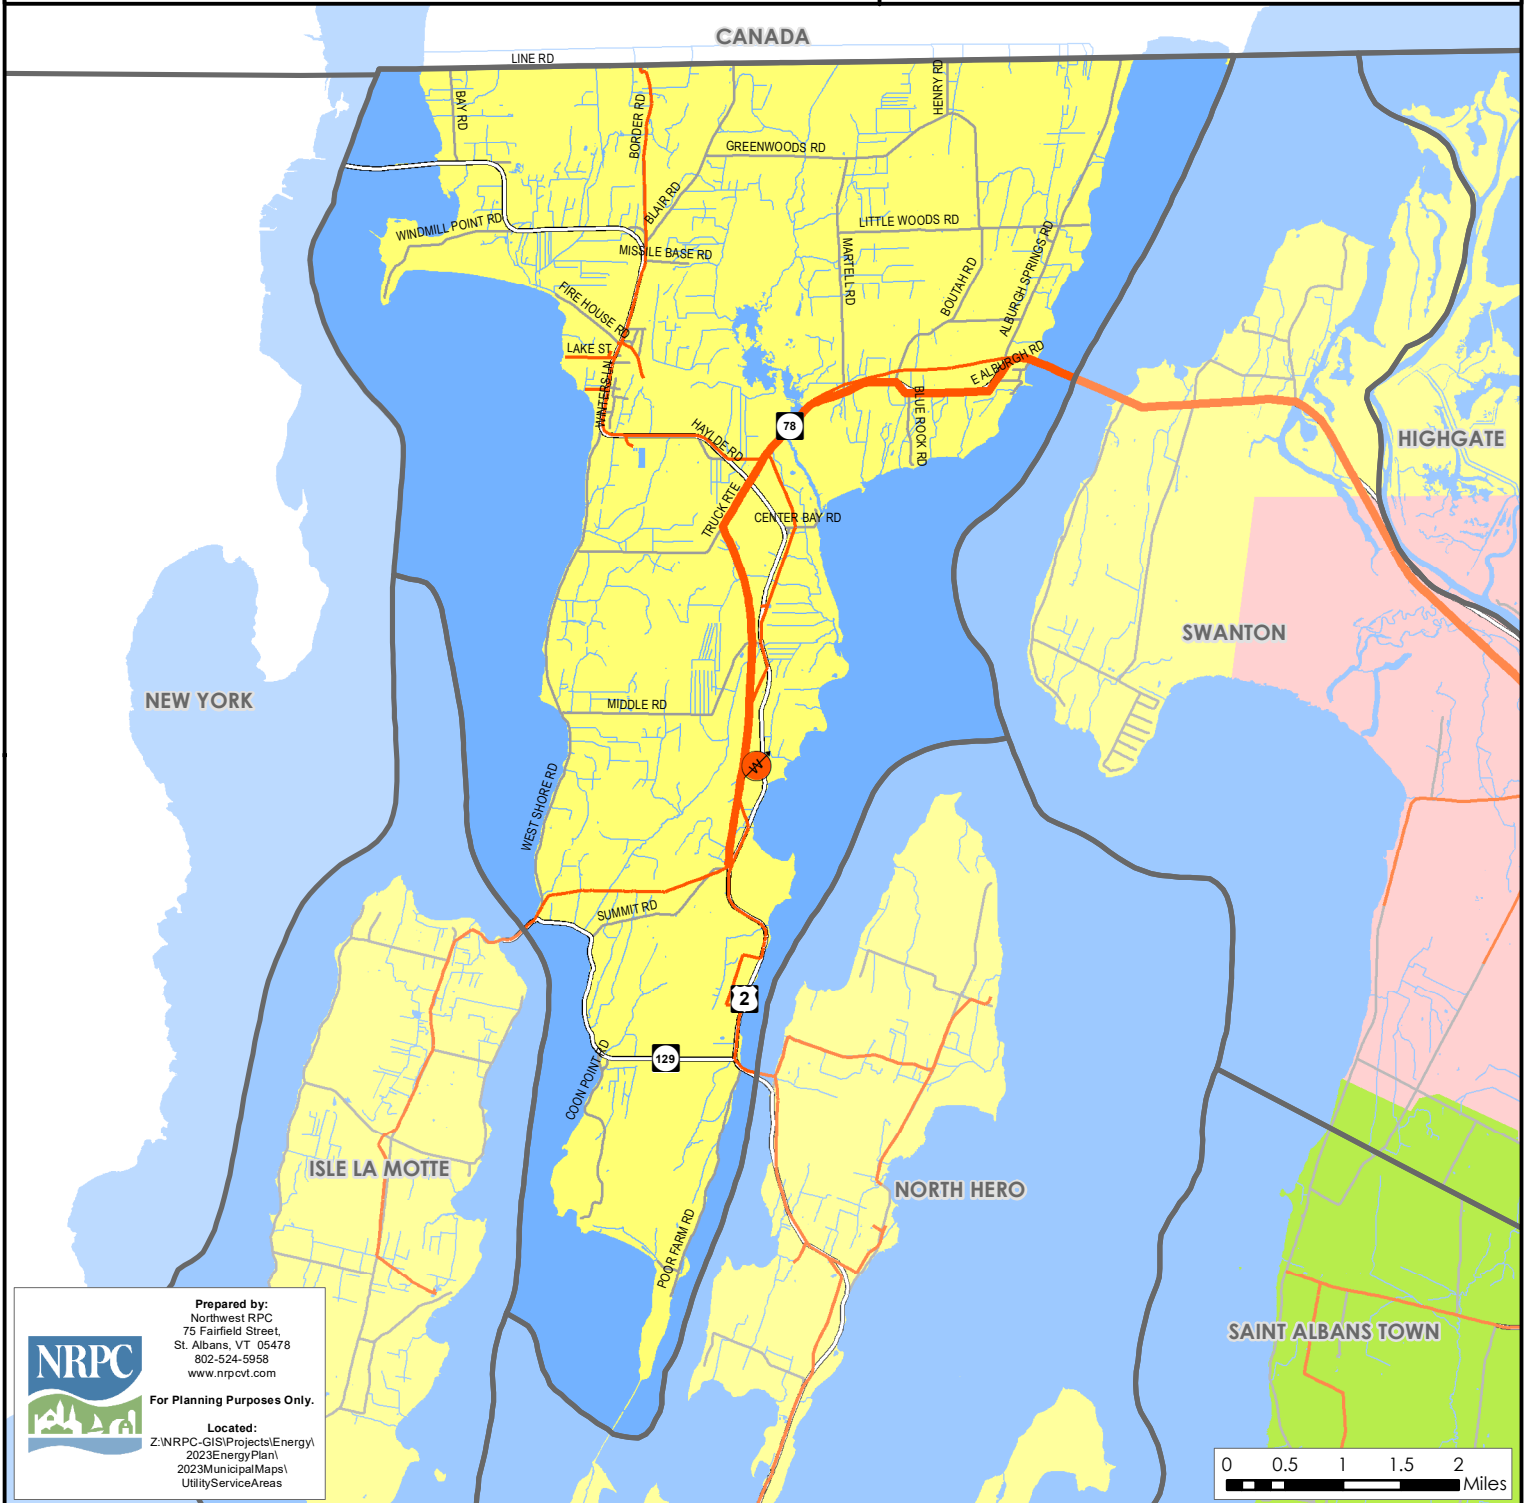 CANADA
LINE RD
BAY RD
BORDER RD
HENRY RD
GREENWOODS RD
BLAIR RD
WINDMILL POINT RD
LITTLE WOODS RD
MISSILE BASE RD
MARTELL RD
BOUTAH RD
ALBURGH SPRINGS RD
FIRE HOUSE RD
LAKE ST
E ALBURGH RD
WINTERS LN
BLUE ROCK RD
HAYLDE RD
78
HIGHGATE
TRUCK RTE
CENTER BAY RD
SWANTON
NEW YORK
MIDDLE RD
W
WEST SHORE RD
SUMMIT RD
2
129
COON POINT RD
ISLE LA MOTTE
NORTH HERO
POOR FARM RD
SAINT ALBANS TOWN
NRPC
Prepared by:
Northwest RPC
75 Fairfield Street,
St. Albans, VT 05478
802-524-5958
www.nrpcvt.com
For Planning Purposes Only.
Located:
Z:\NRPC-GIS\Projects\Energy\
2023EnergyPlan\
2023MunicipalMaps\
UtilityServiceAreas
0 0.5 1 1.5 2
Miles